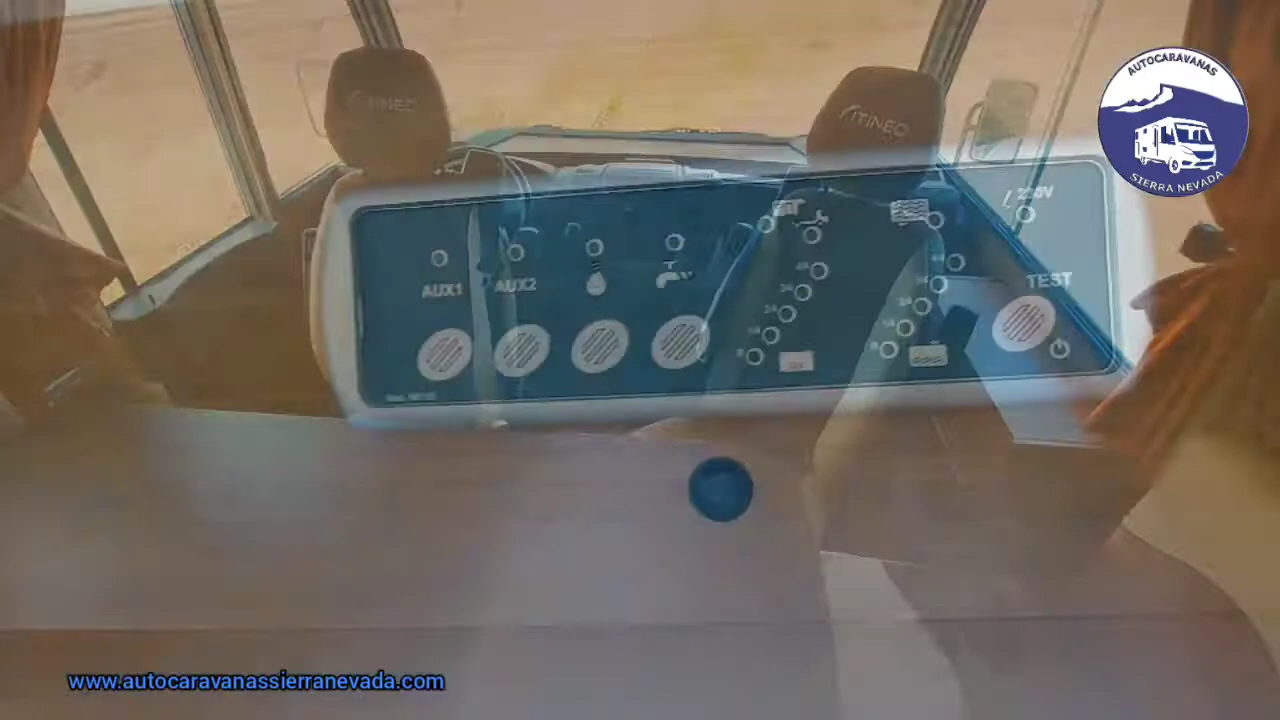 AUTOCARAVANAS
SIERRA NEVADA
ITINEO
ITINEO
220V
TEST
AUX1
AUX2
www.autocaravanassierranevada.com